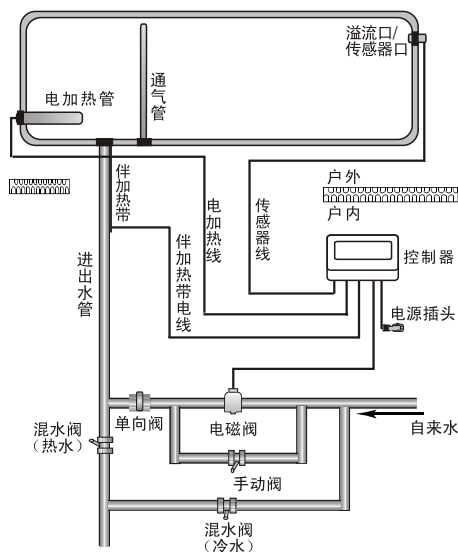 溢流口/
传感器口
电加热管
通气管
户外
户内
伴加热带
电加热线
传感器线
伴加热带电线
控制器
进出水管
电源插头
单向阀
电磁阀
自来水
混水阀
（热水）
手动阀
混水阀
（冷水）